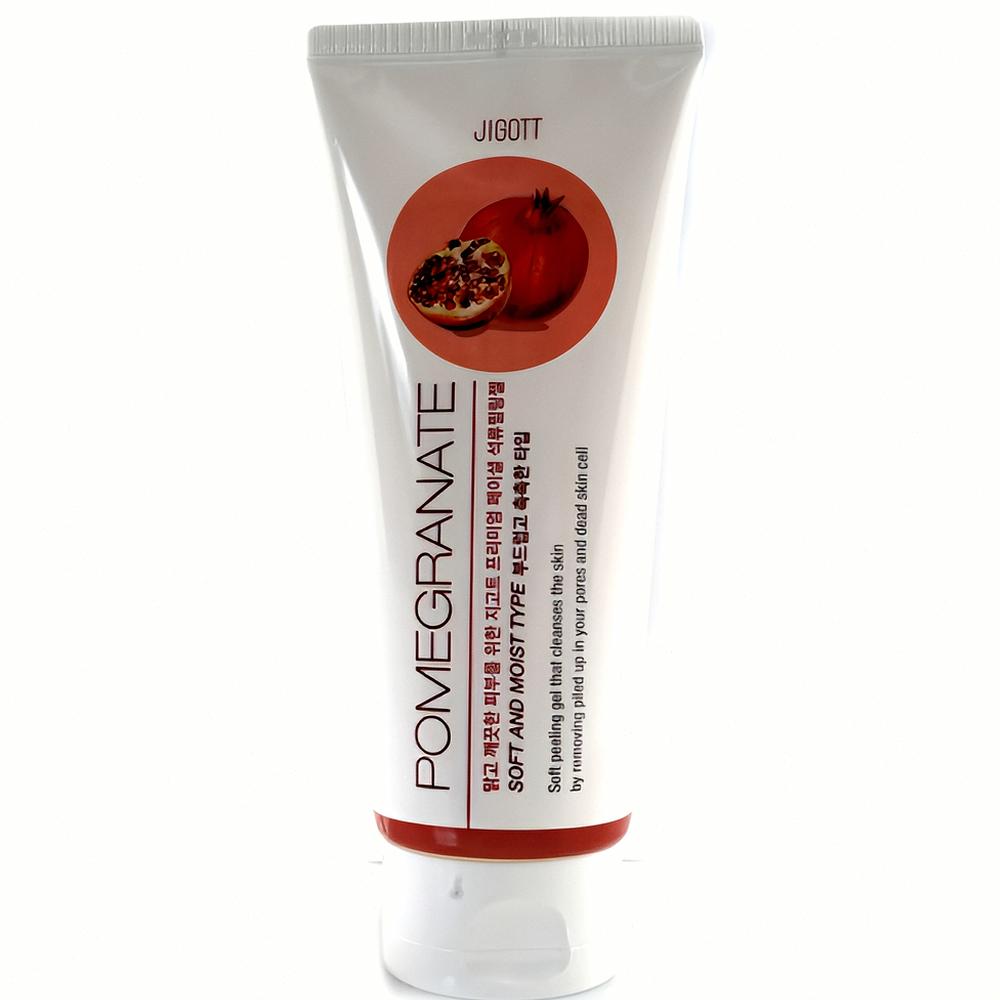 JIGOTT
POMEGRANATE
맑고 깨끗한 피부를 위한 지고트 프리미엄 페이셜 석류필링젤
SOFT AND MOIST TYPE 부드럽고 촉촉한 타입
Soft peeling gel that cleanses the skin
by removing piled up in your pores and dead skin cell